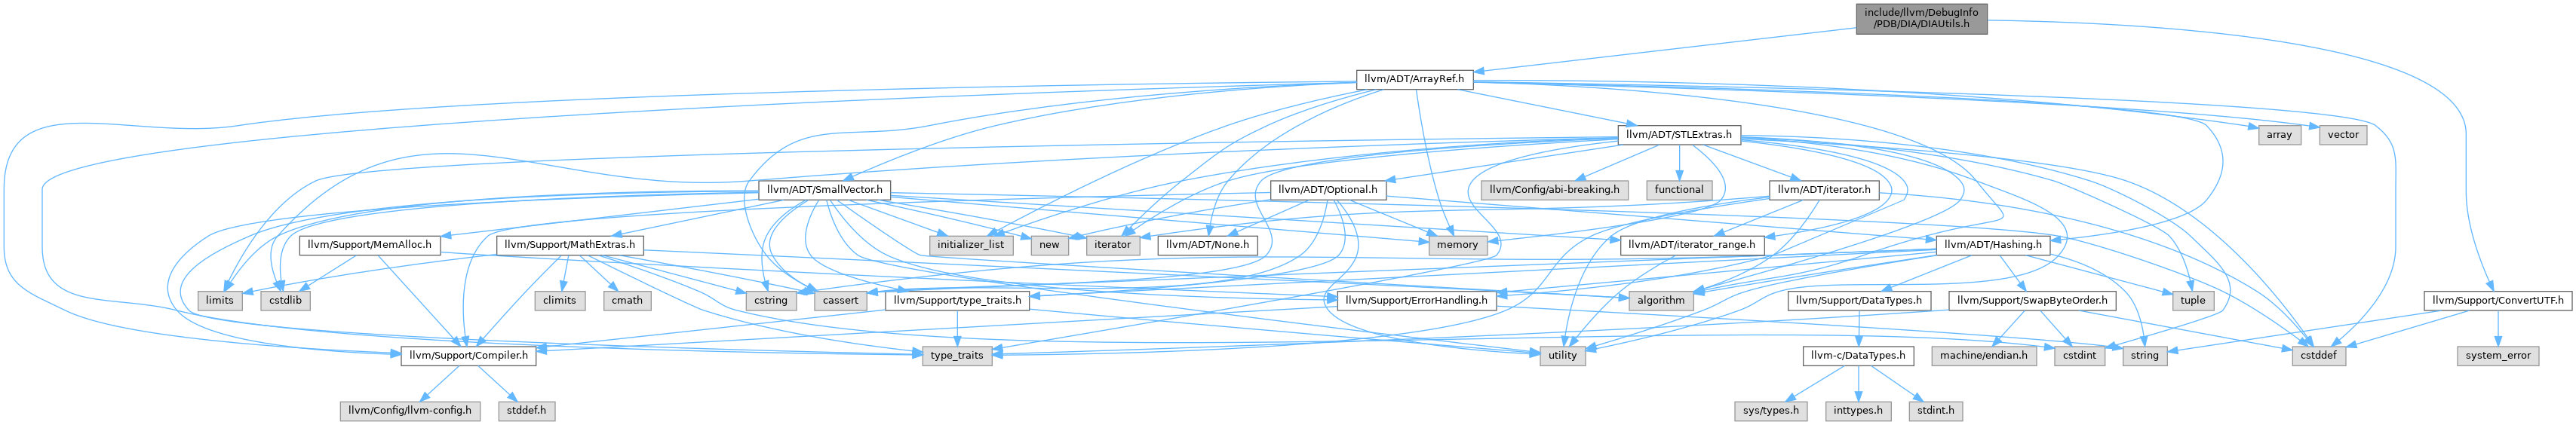 include/llvm/DebugInfo
/PDB/DIA/DIAUtils.h
llvm/ADT/ArrayRef.h
llvm/ADT/STLExtras.h
array
vector
llvm/ADT/SmallVector.h
llvm/ADT/Optional.h
llvm/Config/abi-breaking.h
functional
llvm/ADT/iterator.h
llvm/Support/MemAlloc.h
llvm/Support/MathExtras.h
initializer_list
new
iterator
llvm/ADT/None.h
memory
llvm/ADT/iterator_range.h
llvm/ADT/Hashing.h
limits
cstdlib
climits
cmath
cstring
cassert
llvm/Support/type_traits.h
llvm/Support/ErrorHandling.h
algorithm
llvm/Support/DataTypes.h
llvm/Support/SwapByteOrder.h
tuple
llvm/Support/ConvertUTF.h
llvm/Support/Compiler.h
type_traits
utility
llvm-c/DataTypes.h
machine/endian.h
cstdint
string
cstddef
system_error
llvm/Config/llvm-config.h
stddef.h
sys/types.h
inttypes.h
stdint.h